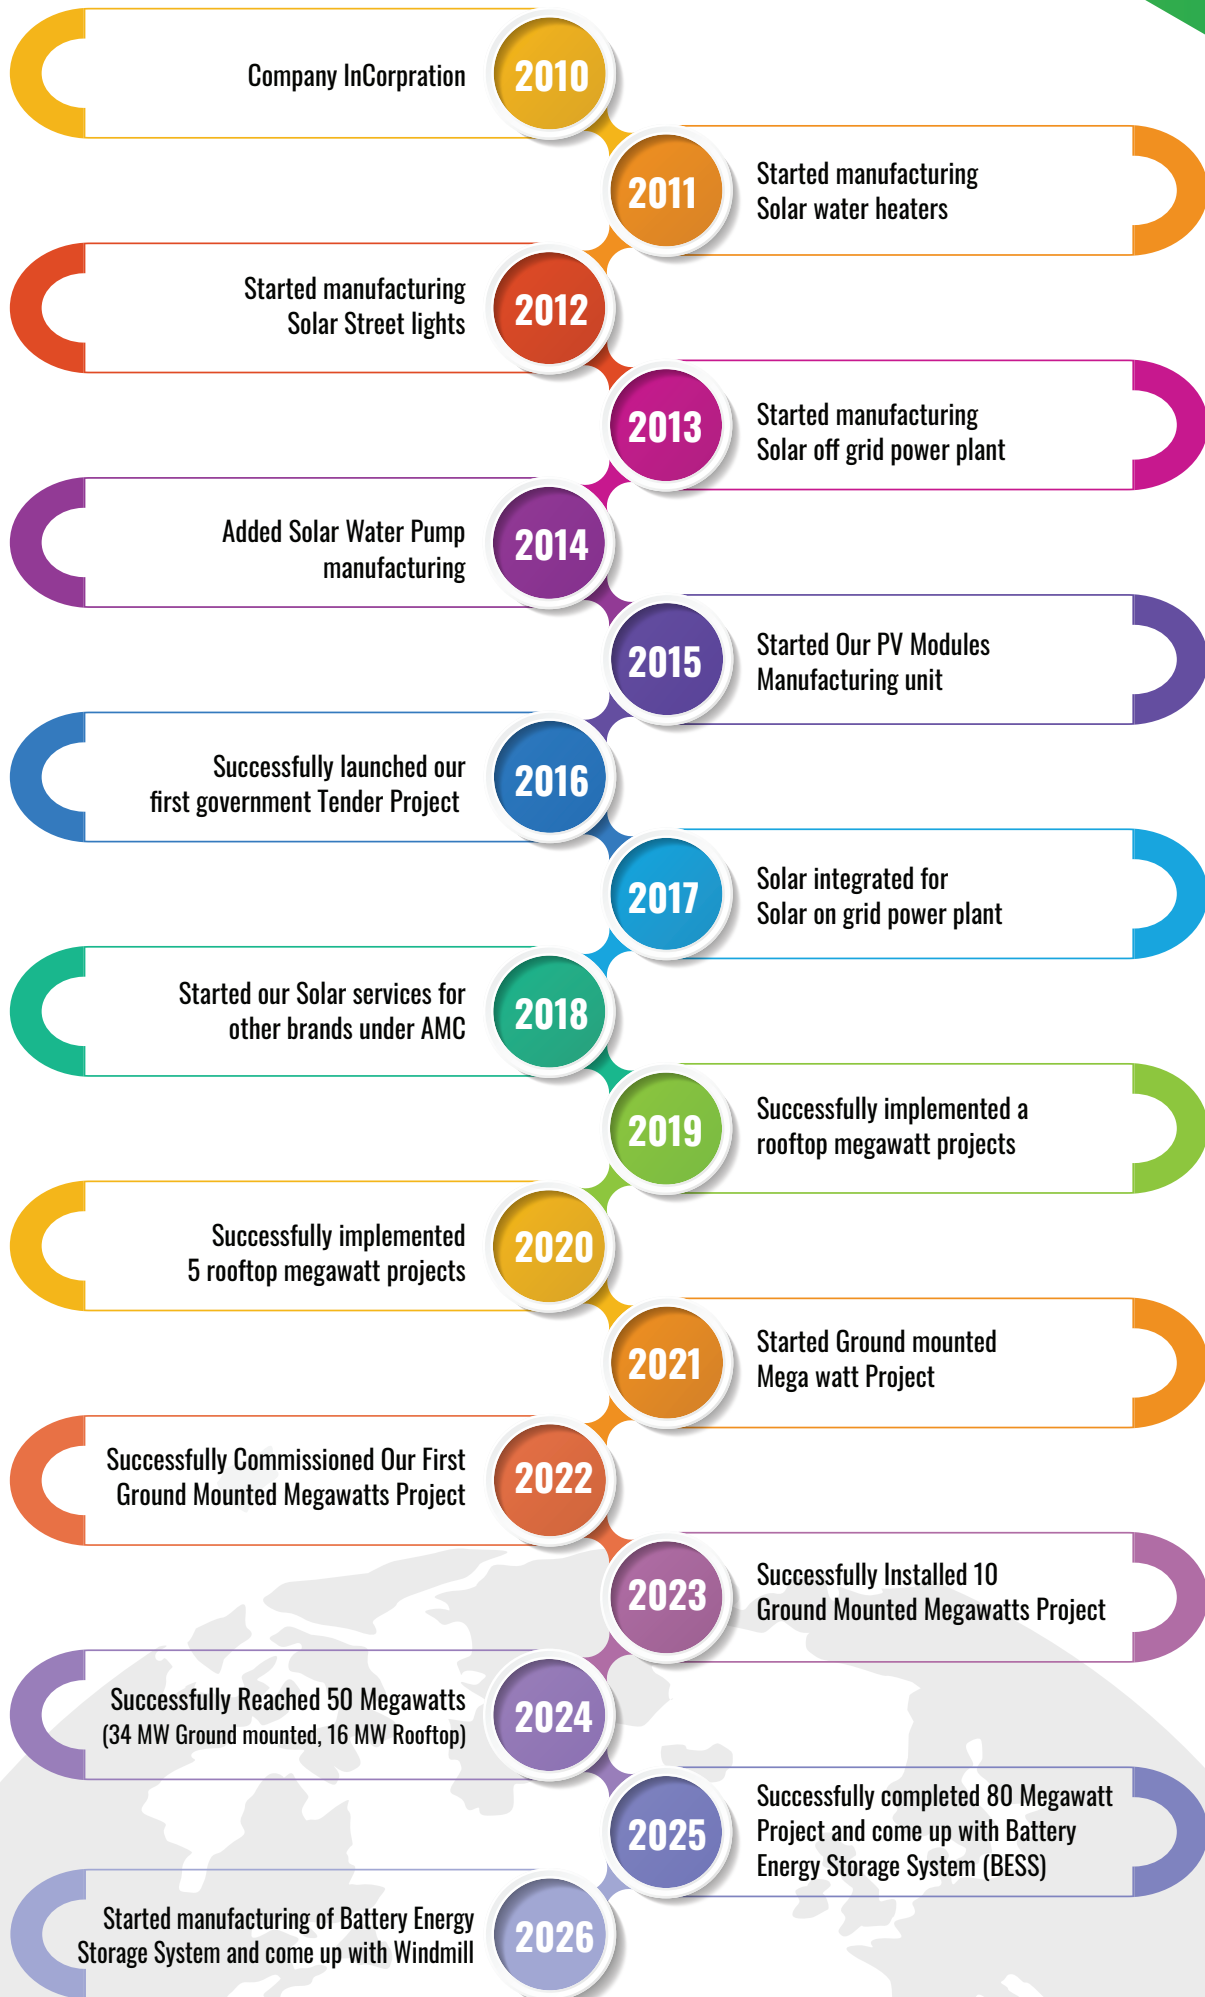 Company InCorpration
2010
2011
Started manufacturing
Solar water heaters
Started manufacturing
Solar Street lights
2012
2013
Started manufacturing
Solar off grid power plant
Added Solar Water Pump
manufacturing
2014
2015
Started Our PV Modules
Manufacturing unit
Successfully launched our
first government Tender Project
2016
2017
Solar integrated for
Solar on grid power plant
Started our Solar services for
other brands under AMC
2018
2019
Successfully implemented a
rooftop megawatt projects
Successfully implemented
5 rooftop megawatt projects
2020
2021
Started Ground mounted
Mega watt Project
Successfully Commissioned Our First
Ground Mounted Megawatts Project
2022
2023
Successfully Installed 10
Ground Mounted Megawatts Project
Successfully Reached 50 Megawatts
(34 MW Ground mounted, 16 MW Rooftop)
2024
2025
Successfully completed 80 Megawatt
Project and come up with Battery
Energy Storage System (BESS)
Started manufacturing of Battery Energy
Storage System and come up with Windmill
2026